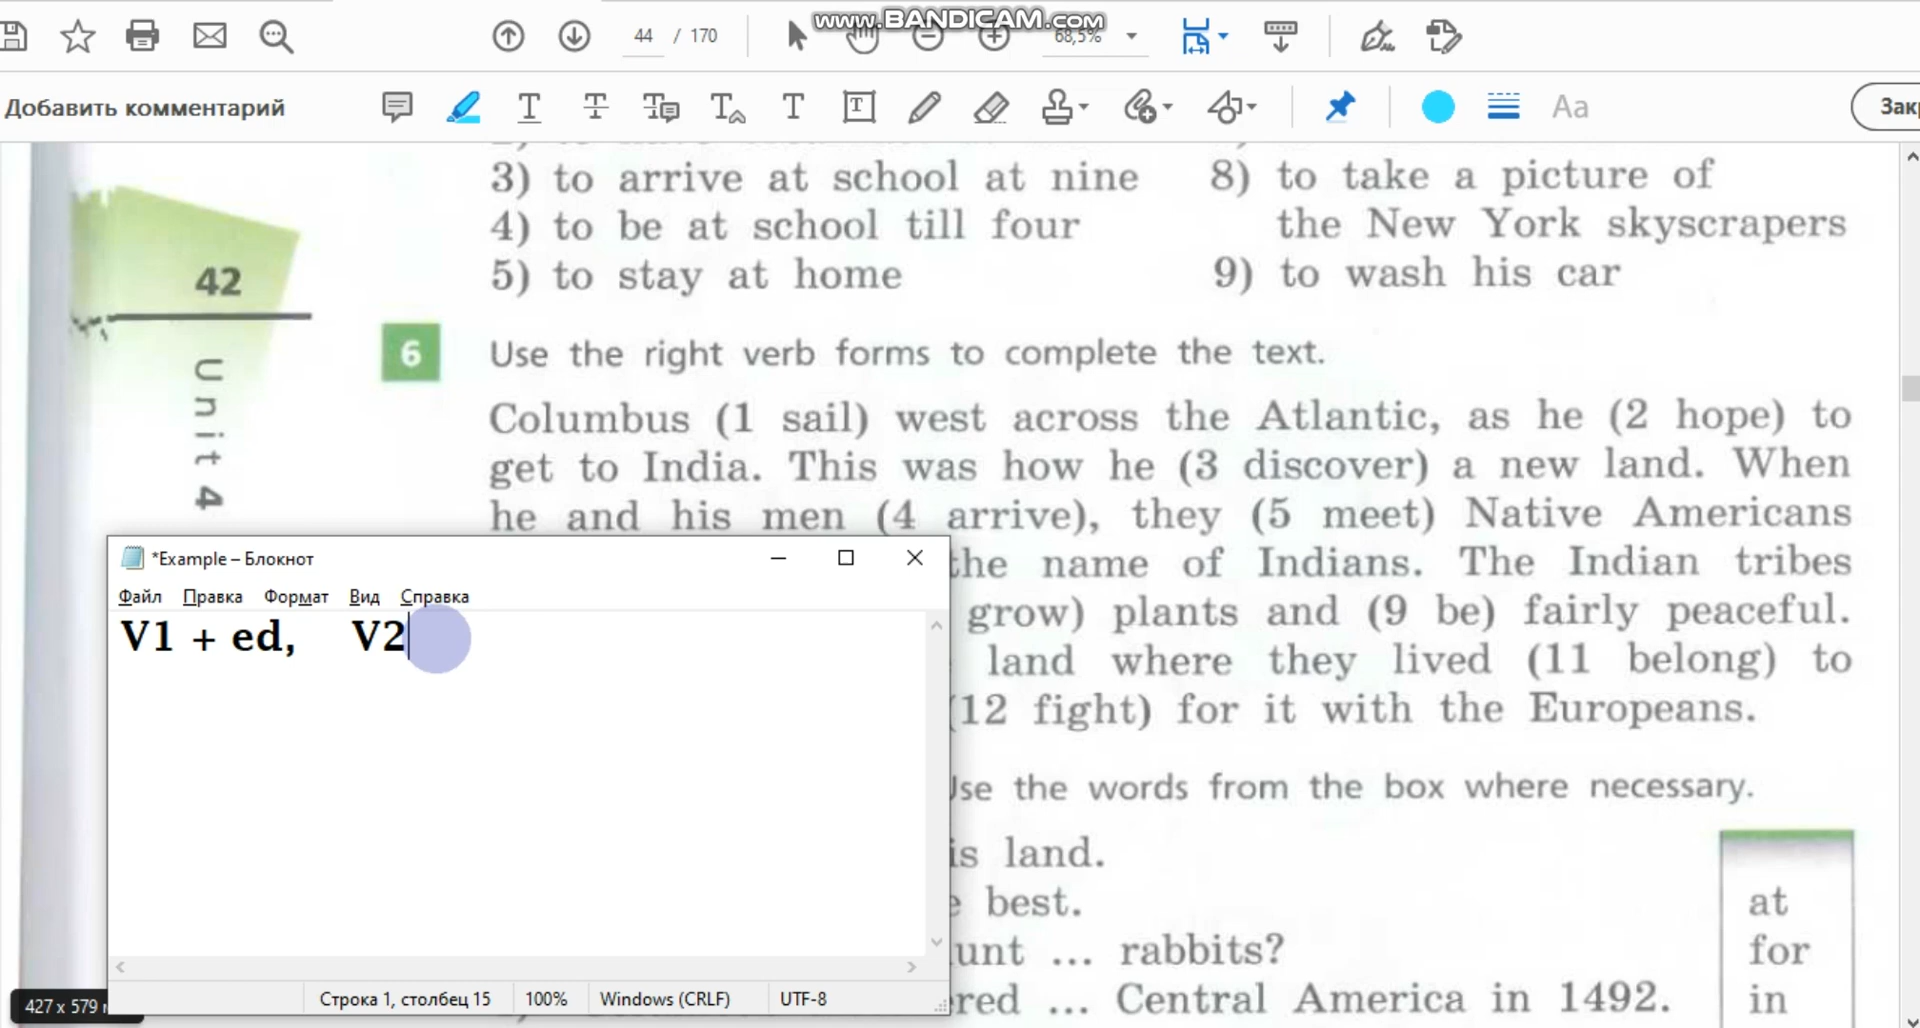 www.BANDICAM.com
44 / 170
68,5%
Добавить комментарий
Aa
3) to arrive at school at nine
4) to be at school till four
5) to stay at home
8) to take a picture of
the New York skyscrapers
9) to wash his car
42
Unit 4
6 Use the right verb forms to complete the text.
Columbus (1 sail) west across the Atlantic, as he (2 hope) to
get to India. This was how he (3 discover) a new land. When
he and his men (4 arrive), they (5 meet) Native Americans
the name of Indians. The Indian tribes
grow) plants and (9 be) fairly peaceful.
land where they lived (11 belong) to
(12 fight) for it with the Europeans.
Use the words from the box where necessary.
is land.
best.
... rabbits?
... Central America in 1492.
at
for
in
*Example – Блокнот
Файл Правка Формат Вид Справка
V1 + ed, V2
Строка 1, столбец 15 100% Windows (CRLF) UTF-8
427 x 579